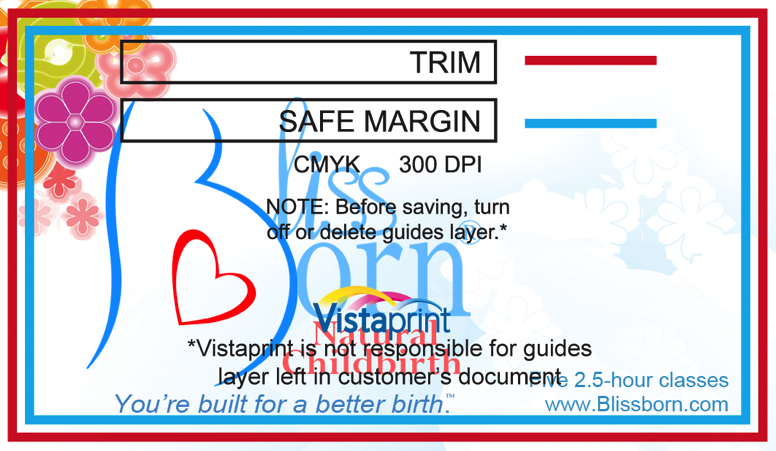 TRIM
SAFE MARGIN
CMYK 300 DPI
NOTE: Before saving, turn
off or delete guides layer.*
Bliss
Born®
Vistaprint
Natural
Childbirth
*Vistaprint is not responsible for guides
layer left in customer's document.
Five 2.5-hour classes
You're built for a better birth.™
www.Blissborn.com